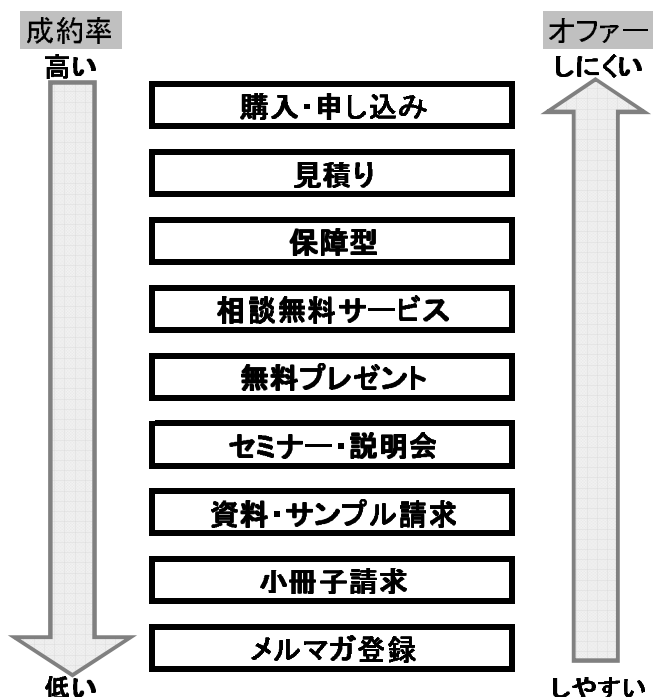 成約率
オファー
高い
しにくい
購入・申し込み
見積り
保障型
相談無料サービス
無料プレゼント
セミナー・説明会
資料・サンプル請求
小冊子請求
メルマガ登録
低い
しやすい